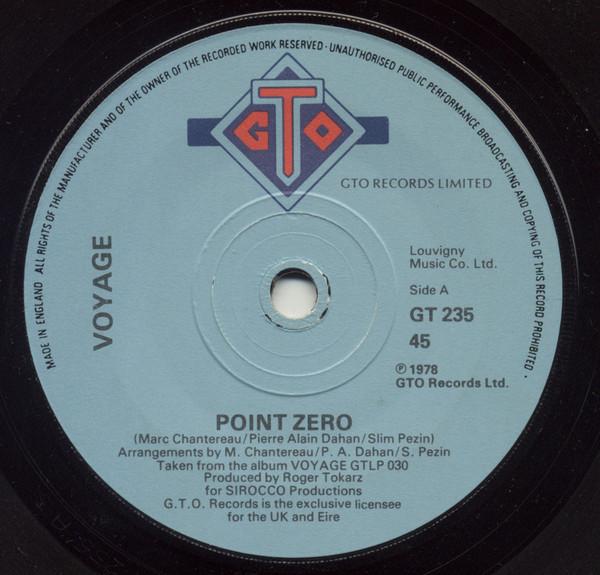 MADE IN ENGLAND ALL RIGHTS OF THE MANUFACTURER AND OF THE OWNER OF THE RECORDED WORK RESERVED · UNAUTHORISED PUBLIC PERFORMANCE BROADCASTING AND COPYING OF THIS RECORD PROHIBITED ·
GTO
GTO RECORDS LIMITED
VOYAGE
Louvigny
Music Co. Ltd.
Side A
GT 235
45
℗ 1978
GTO Records Ltd.
POINT ZERO
(Marc Chantereau/Pierre Alain Dahan/Slim Pezin)
Arrangements by M. Chantereau/P. A. Dahan/S. Pezin
Taken from the album VOYAGE GTLP 030
Produced by Roger Tokarz
for SIROCCO Productions
G.T.O. Records is the exclusive licensee
for the UK and Eire